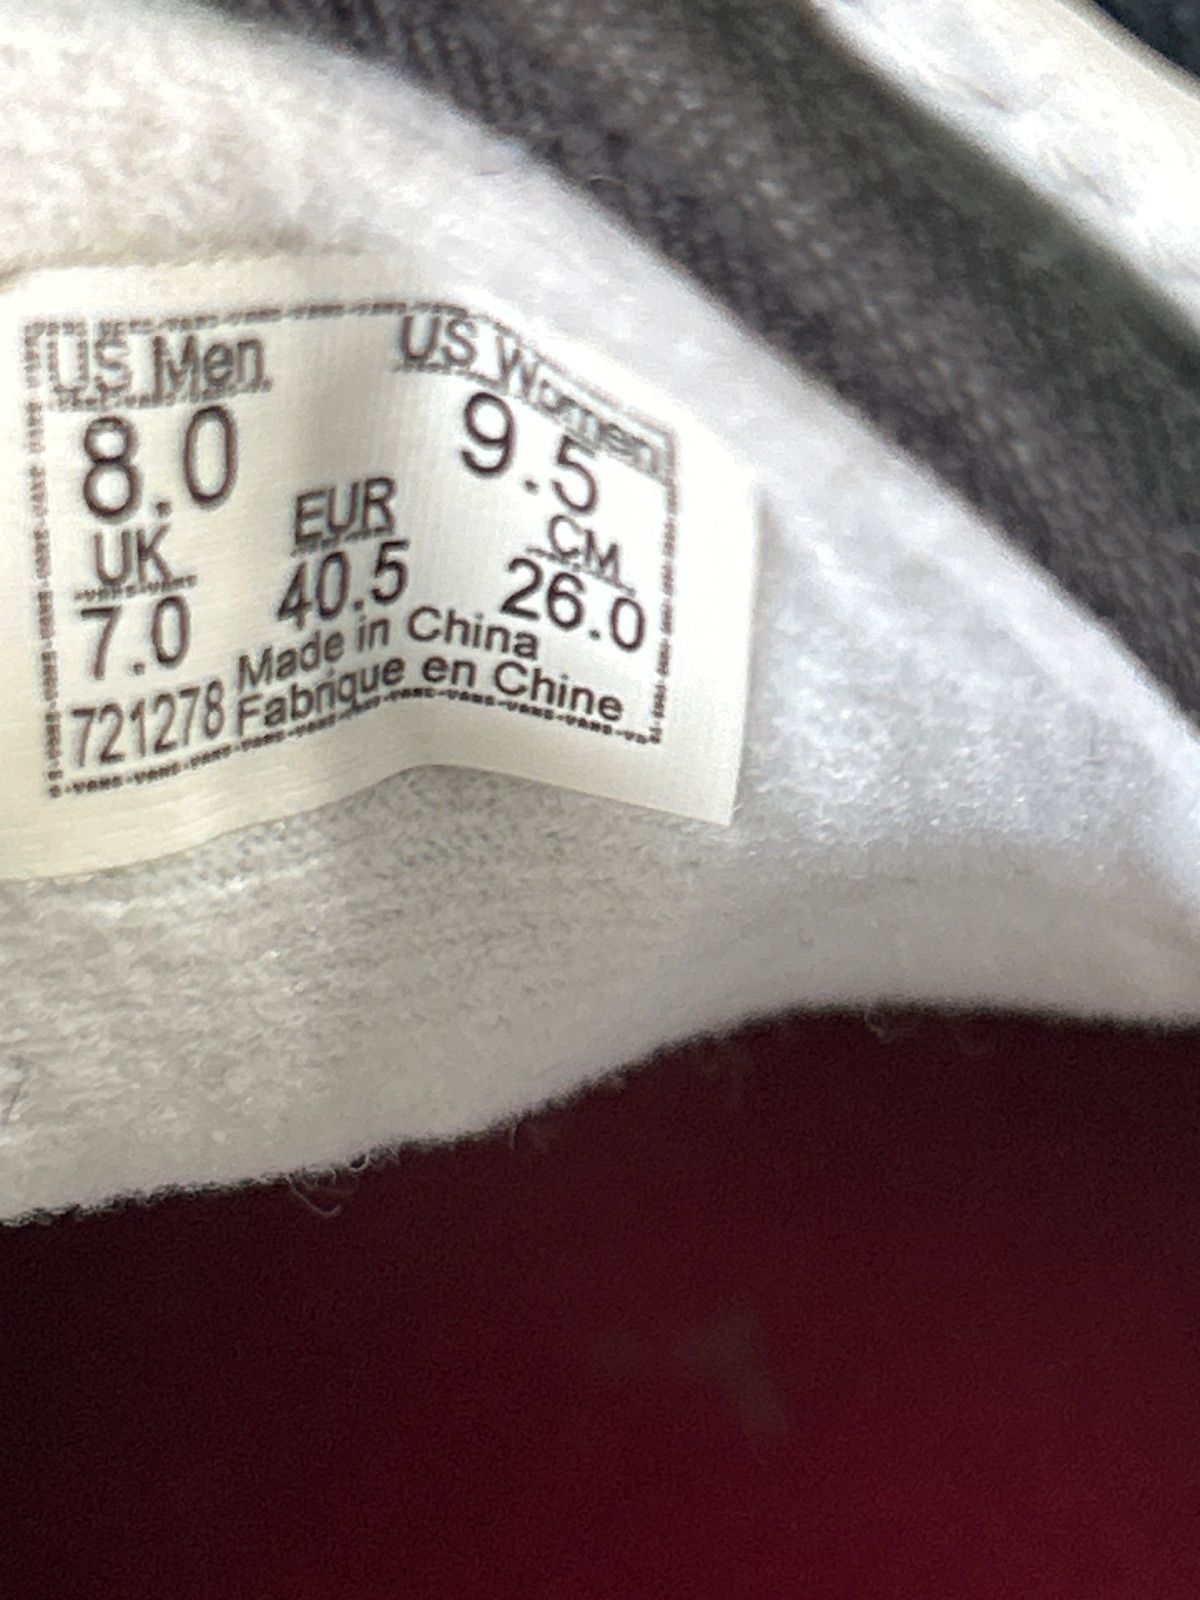 US Men US Women
8.0 9.5
UK EUR CM
7.0 40.5 26.0
Made in China
721278 Fabrique en Chine